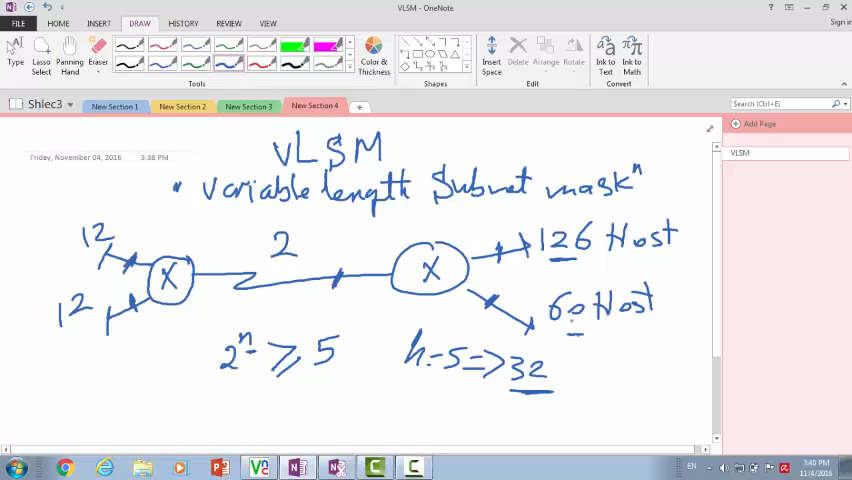 VLSM - OneNote
Sign in
FILE HOME INSERT DRAW HISTORY REVIEW VIEW
Type Lasso Select Panning Hand Eraser Color & Thickness Insert Space Delete Arrange Rotate Ink to Text Ink to Math
Tools Shapes Edit Convert
Shlec3 New Section 1 New Section 2 New Section 3 New Section 4 Search (Ctrl+E)
Add Page
VLSM
Friday, November 04, 2016 3:38 PM
VLSM
" Variable length Subnet mask "
12 2 126 Host
12 60 Host
X X
2^n - ≥ 5 h=5 => 32
EN 3:40 PM
11/4/2016